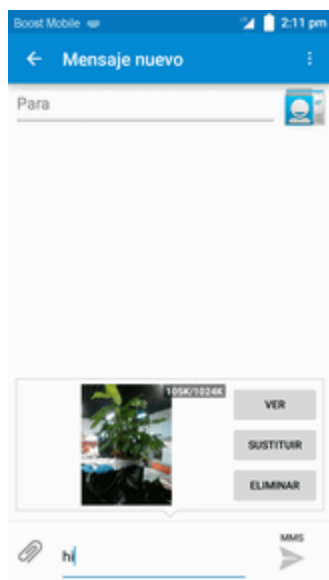 Boost Mobile 2:11 pm
Mensaje nuevo
Para
105K/1024K
VER
SUSTITUIR
ELIMINAR
hi
MMS